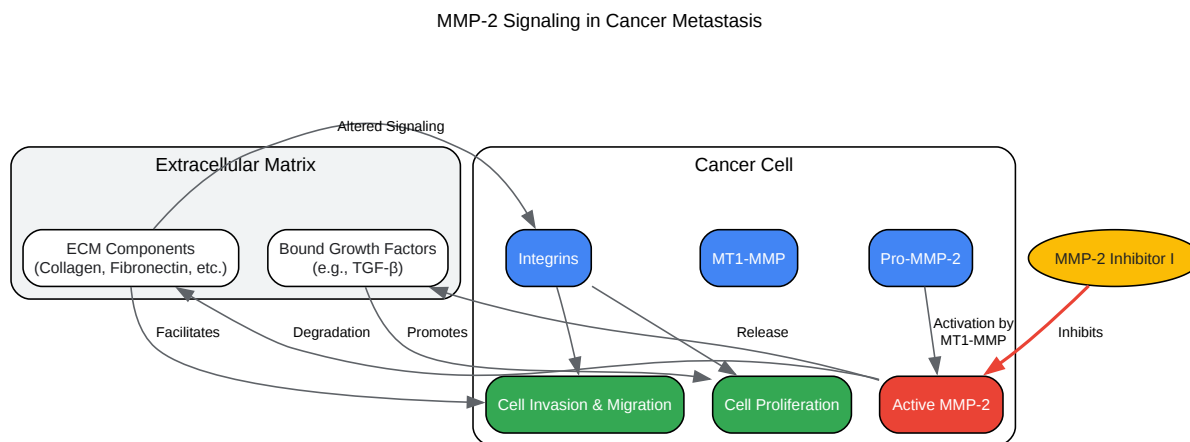 MMP-2 Signaling in Cancer Metastasis
Altered Signaling
Extracellular Matrix
Cancer Cell
ECM Components
(Collagen, Fibronectin, etc.)
Bound Growth Factors
(e.g., TGF-β)
Integrins
MT1-MMP
Pro-MMP-2
MMP-2 Inhibitor I
Facilitates
Degradation
Promotes
Release
Activation by
MT1-MMP
Inhibits
Cell Invasion & Migration
Cell Proliferation
Active MMP-2